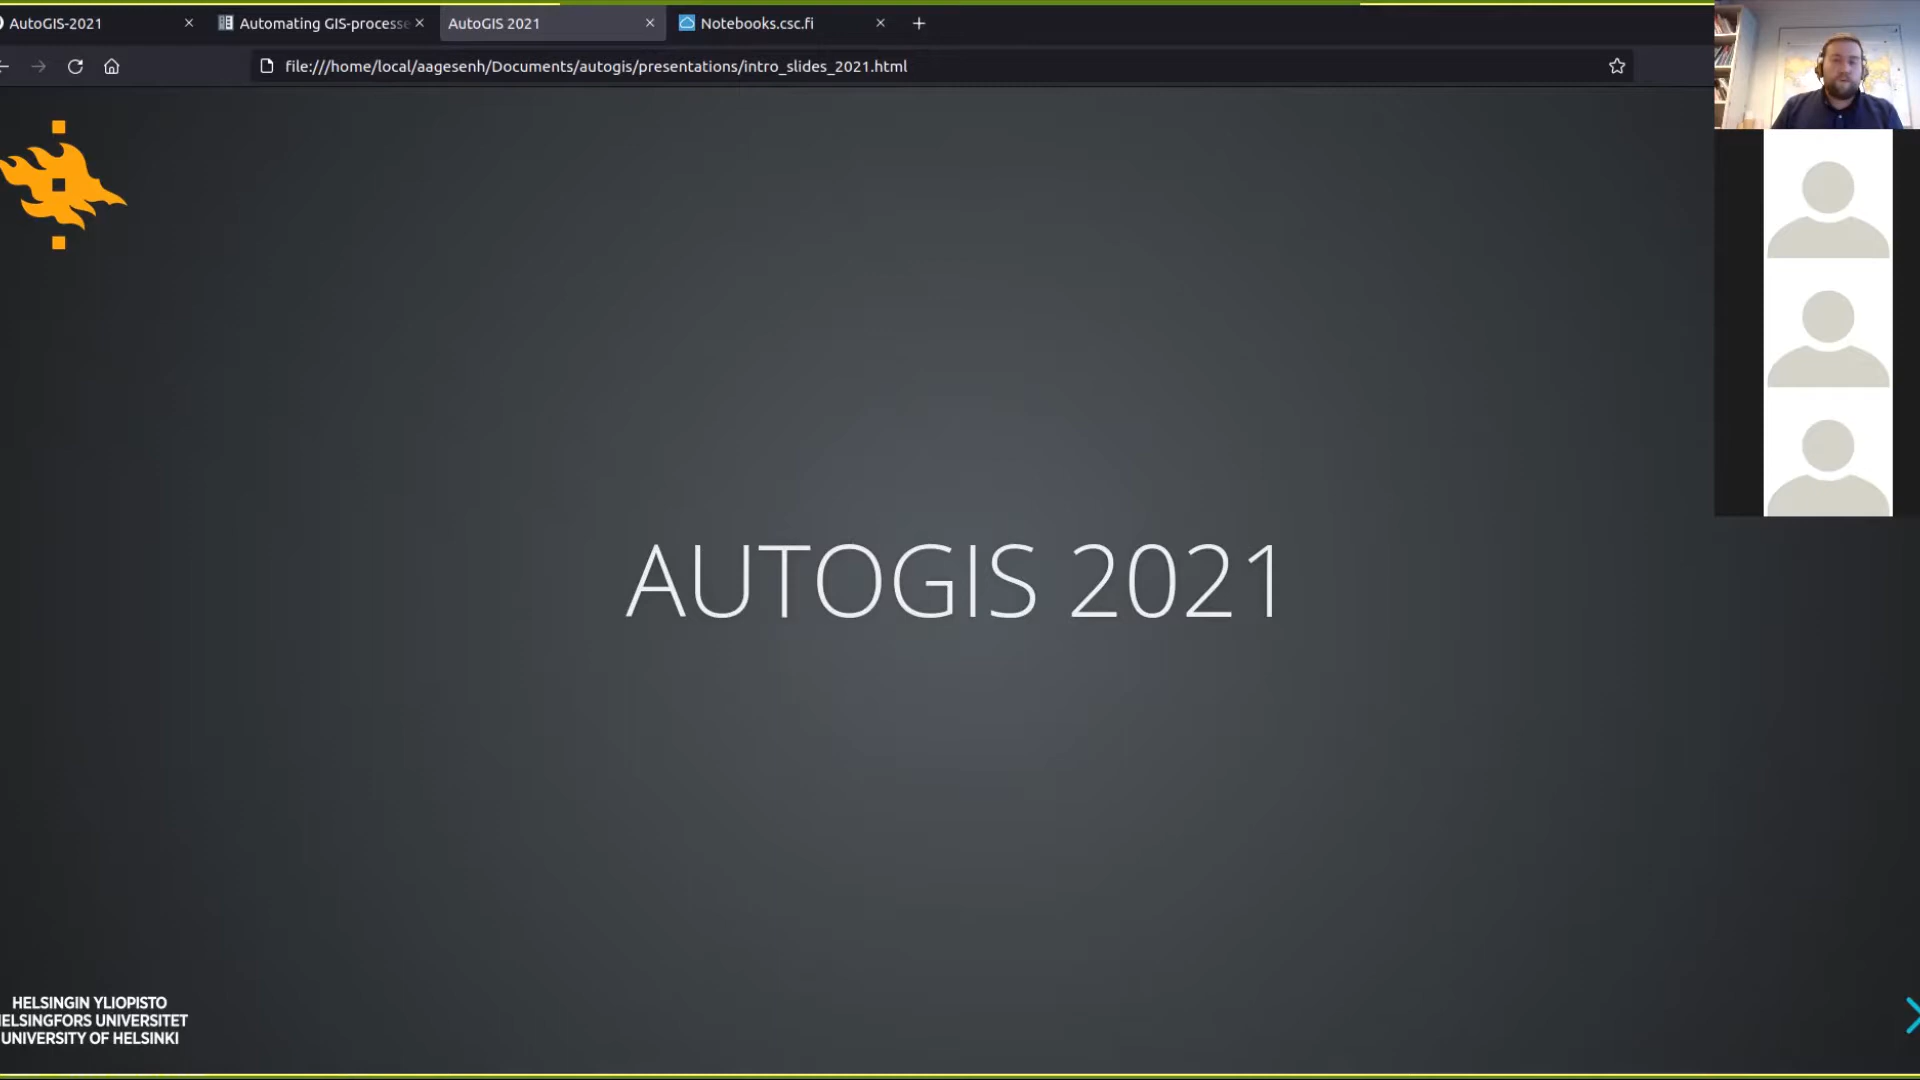 AutoGIS-2021
Automating GIS-processe
AutoGIS 2021
Notebooks.csc.fi
file:///home/local/aagesenh/Documents/autogis/presentations/intro_slides_2021.html
AUTOGIS 2021
HELSINGIN YLIOPISTO
ELSINGFORS UNIVERSITET
UNIVERSITY OF HELSINKI